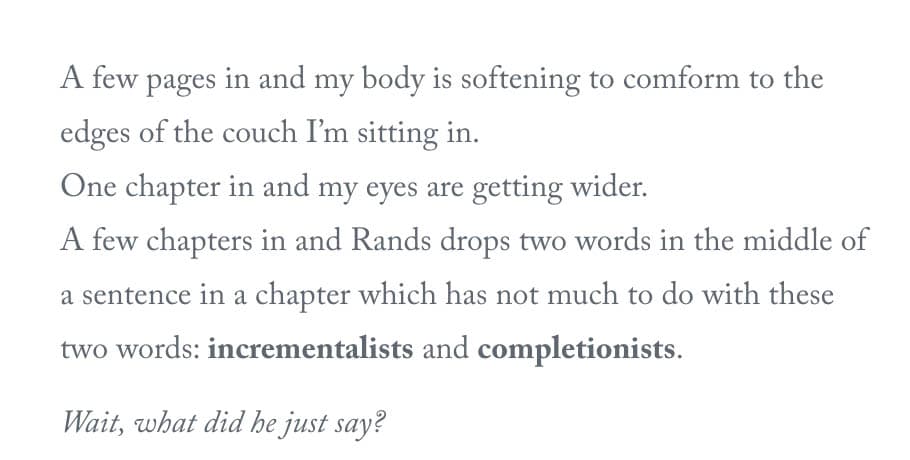 A few pages in and my body is softening to comform to the
edges of the couch I’m sitting in.
One chapter in and my eyes are getting wider.
A few chapters in and Rands drops two words in the middle of
a sentence in a chapter which has not much to do with these
two words: incrementalists and completionists.
Wait, what did he just say?